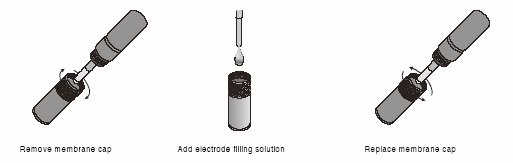 Remove membrane cap
Add electrode filling solution
Replace membrane cap